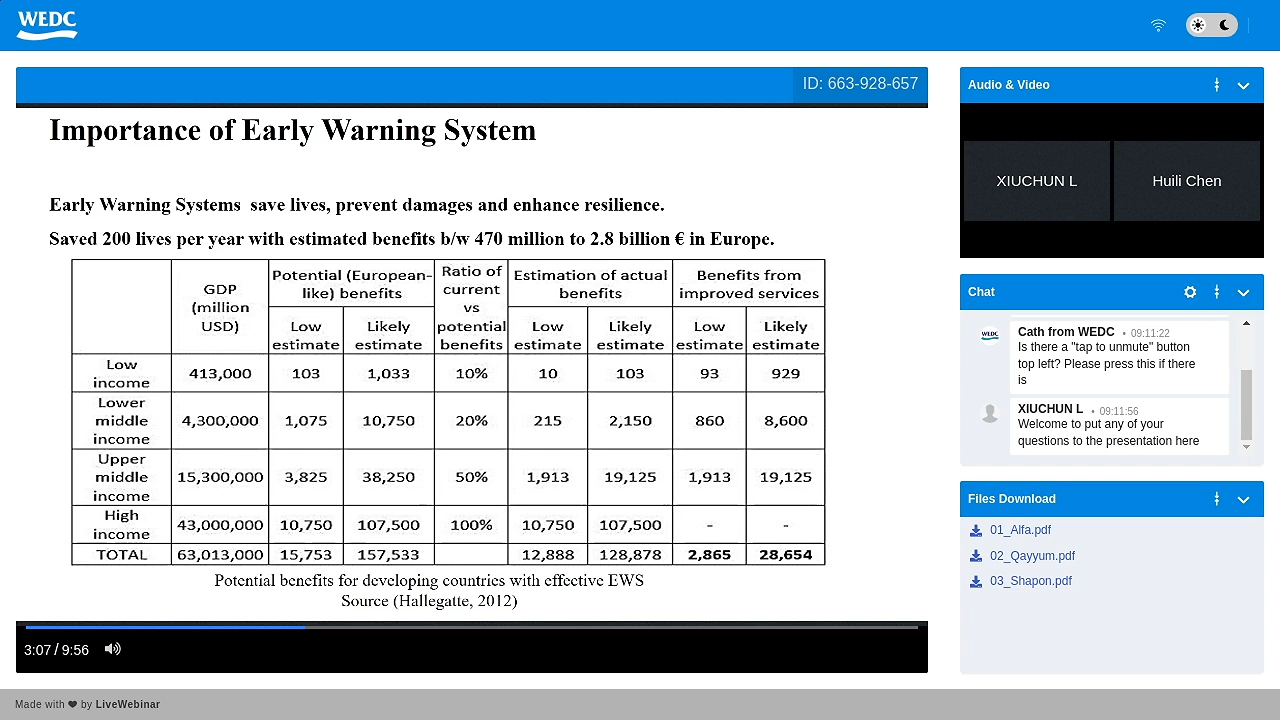 WEDC
ID: 663-928-657
Importance of Early Warning System
Early Warning Systems save lives, prevent damages and enhance resilience.
Saved 200 lives per year with estimated benefits b/w 470 million to 2.8 billion € in Europe.
GDP (million USD) Potential (European-like) benefits Ratio of current vs potential benefits Estimation of actual benefits Benefits from improved services
Low estimate Likely estimate Low estimate Likely estimate Low estimate Likely estimate
Low income 413,000 103 1,033 10% 10 103 93 929
Lower middle income 4,300,000 1,075 10,750 20% 215 2,150 860 8,600
Upper middle income 15,300,000 3,825 38,250 50% 1,913 19,125 1,913 19,125
High income 43,000,000 10,750 107,500 100% 10,750 107,500 - -
TOTAL 63,013,000 15,753 157,533 12,888 128,878 2,865 28,654
Potential benefits for developing countries with effective EWS
Source (Hallegatte, 2012)
3:07 / 9:56
Audio & Video
XIUCHUN L
Huili Chen
Chat
WEDC
Cath from WEDC • 09:11:22
Is there a "tap to unmute" button
top left? Please press this if there
is
XIUCHUN L • 09:11:56
Welcome to put any of your
questions to the presentation here
Files Download
01_Alfa.pdf
02_Qayyum.pdf
03_Shapon.pdf
Made with ❤ by LiveWebinar